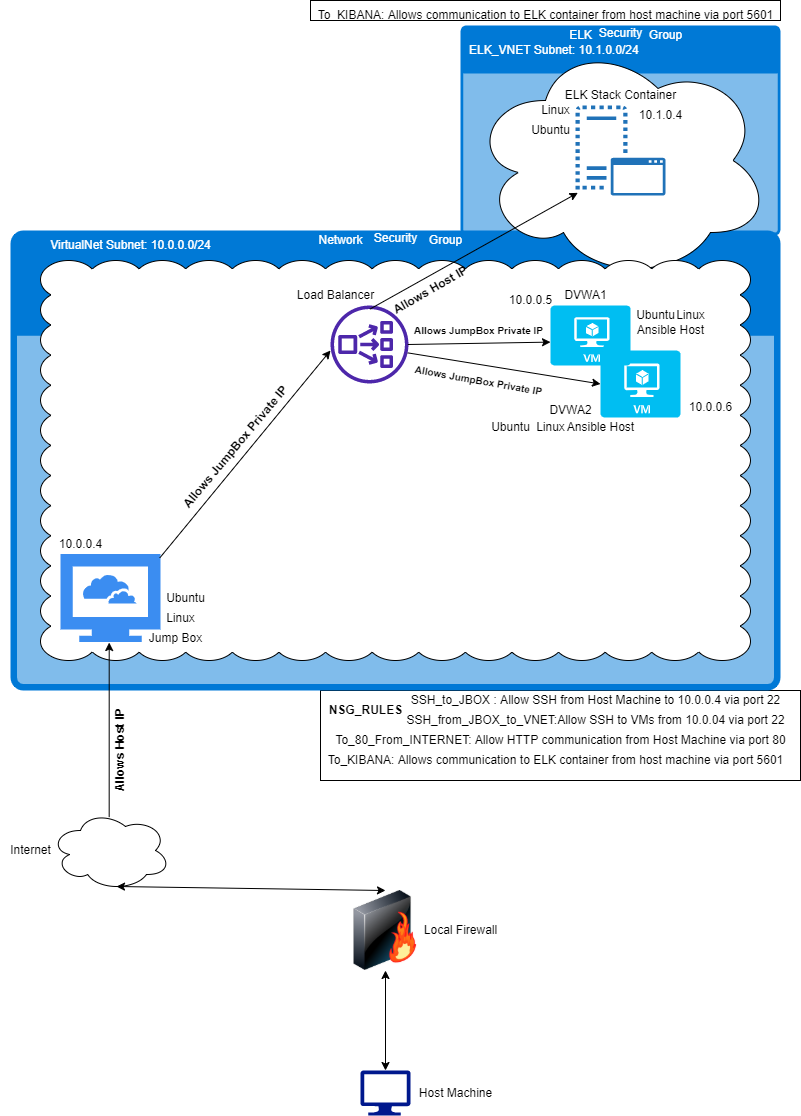 To_KIBANA: Allows communication to ELK container from host machine via port 5601
ELK Security Group
ELK_VNET Subnet: 10.1.0.0/24
ELK Stack Container
Linux
10.1.0.4
Ubuntu
VirtualNet Subnet: 10.0.0.0/24
Network Security Group
Allows Host IP
Load Balancer
10.0.0.5
DVWA1
Ubuntu Linux
Ansible Host
Allows JumpBox Private IP
VM
Allows JumpBox Private IP
VM
DVWA2
10.0.0.6
Ubuntu Linux Ansible Host
Allows JumpBox Private IP
10.0.0.4
Ubuntu
Linux
Jump Box
NSG_RULES
SSH_to_JBOX : Allow SSH from Host Machine to 10.0.0.4 via port 22
SSH_from_JBOX_to_VNET:Allow SSH to VMs from 10.0.04 via port 22
To_80_From_INTERNET: Allow HTTP communication from Host Machine via port 80
To_KIBANA: Allows communication to ELK container from host machine via port 5601
Allows Host IP
Internet
Local Firewall
Host Machine